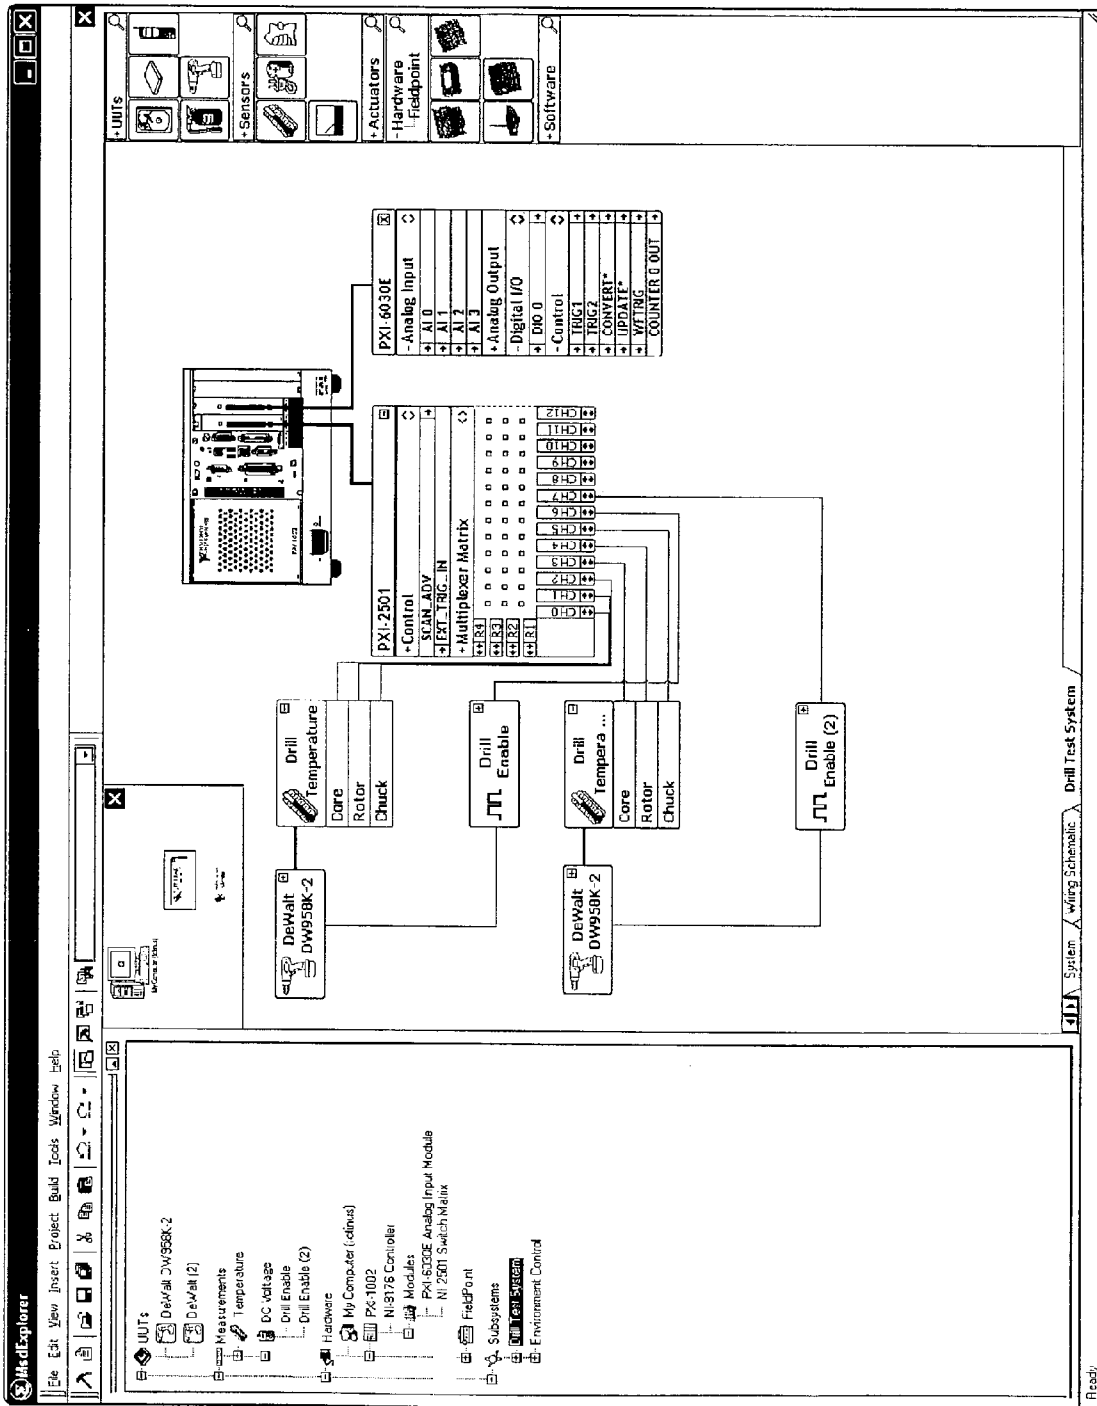 MsdExplorer
File Edit View Insert Project Build Tools Window Help
UUTs
DeWalt DW958K-2
DeWalt (2)
Measurements
Temperature
DC Voltage
Drill Enable
Drill Enable (2)
Hardware
My Computer (icthus)
PXI-1002
NI-8176 Controller
Modules
PXI-6030E Analog Input Module
NI 2501 Switch Matrix
FieldPoint
Subsystems
Drill Test System
Environment Control
DeWalt
DW958K-2
Drill
Temperature
Core
Rotor
Chuck
Drill
Enable
DeWalt
DW958K-2
Drill
Tempera ...
Core
Rotor
Chuck
Drill
Enable (2)
PXI-2501
+Control
SCAN_ADV
EXT_TRIG_IN
+Multiplexer Matrix
R4
R3
R2
R1
CH0 CH1 CH2 CH3 CH4 CH5 CH6 CH7 CH8 CH9 CH10 CH11 CH12
PXI-6030E
-Analog Input
AI 0
AI 1
AI 2
AI 3
+Analog Output
-Digital I/O
DIO 0
-Control
TRIG1
TRIG2
CONVERT*
UPDATE*
WFTRIG
COUNTER 0 OUT
+UUTs
+Sensors
+Actuators
-Hardware
Fieldpoint
+Software
System Wiring Schematic Drill Test System
Ready